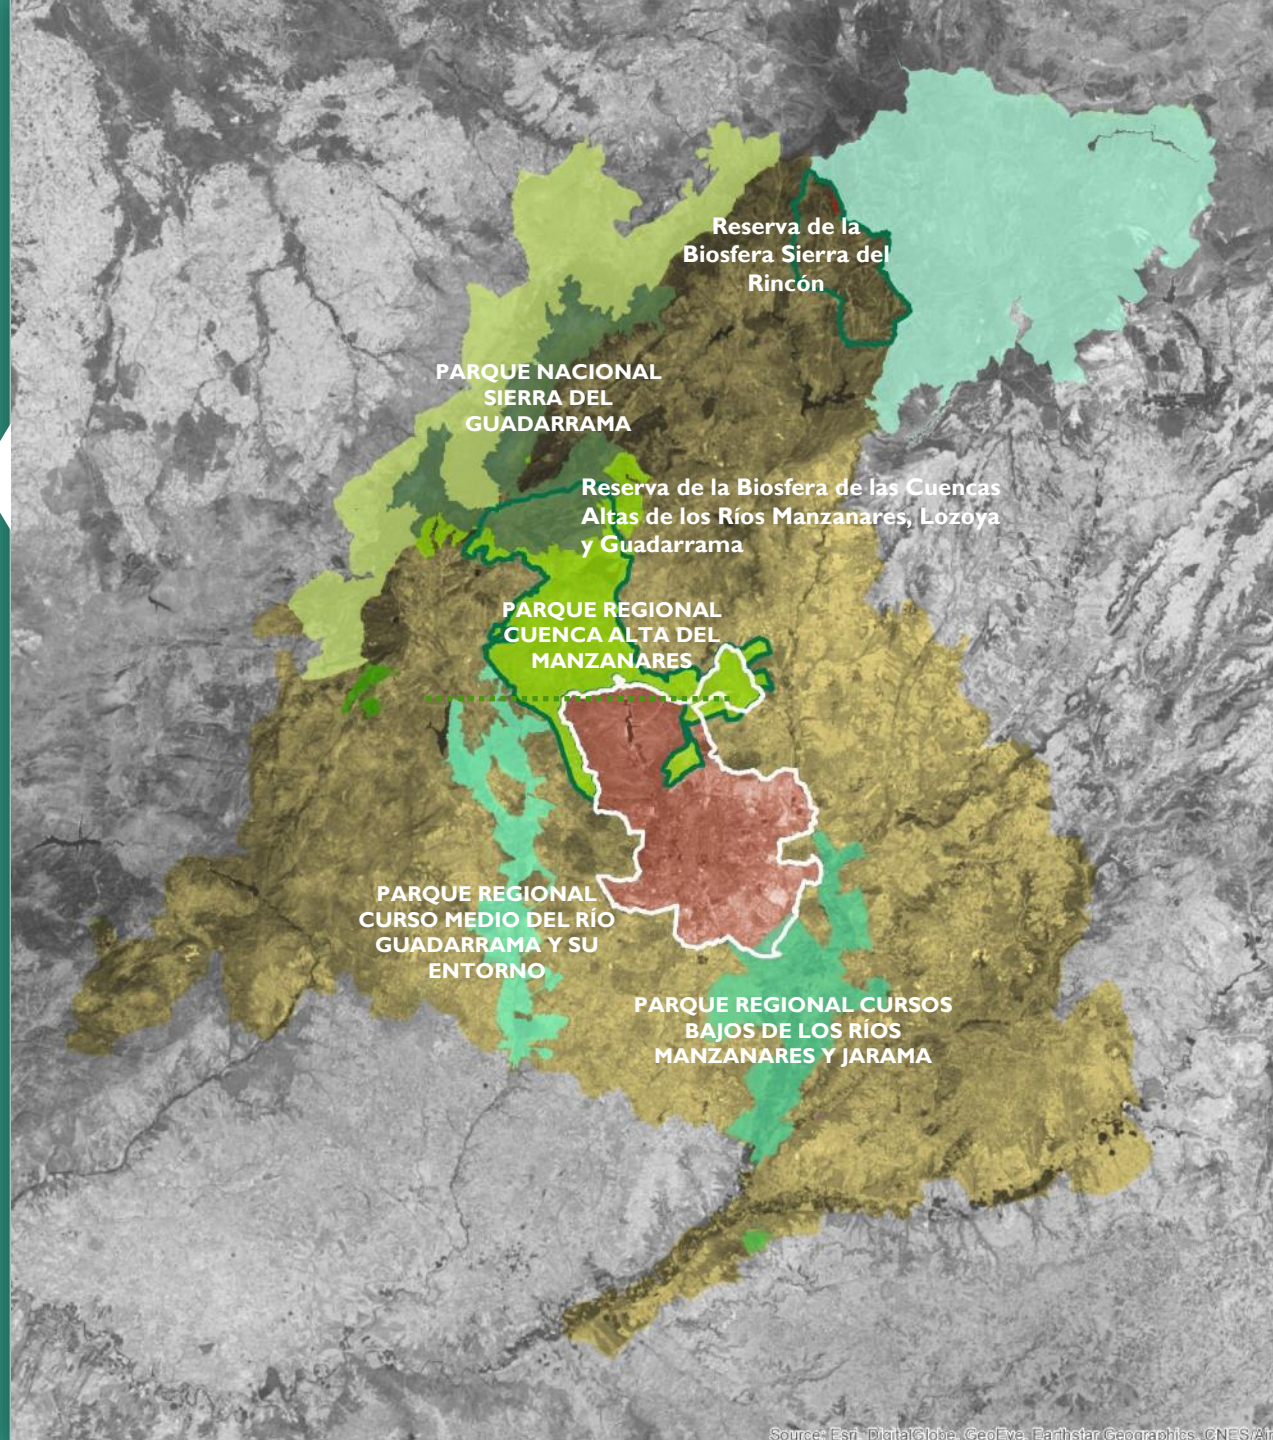 Reserva de la
Biosfera Sierra del
Rincón
PARQUE NACIONAL
SIERRA DEL
GUADARRAMA
Reserva de la Biosfera de las Cuencas
Altas de los Ríos Manzanares, Lozoya
y Guadarrama
PARQUE REGIONAL
CUENCA ALTA DEL
MANZANARES
PARQUE REGIONAL
CURSO MEDIO DEL RÍO
GUADARRAMA Y SU
ENTORNO
PARQUE REGIONAL CURSOS
BAJOS DE LOS RÍOS
MANZANARES Y JARAMA
Source: Esri, DigitalGlobe, GeoEye, Earthstar Geographics, CNES/Air